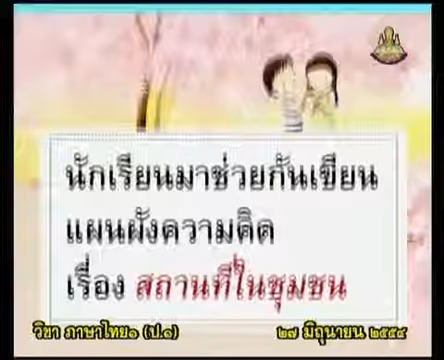 นักเรียนมาช่วยกันเขียน
แผนผังความคิด
เรื่อง สถานที่ในชุมชน
วิชา ภาษาไทย๑ (ป.๑)
๒๗ มิถุนายน ๒๕๕๔